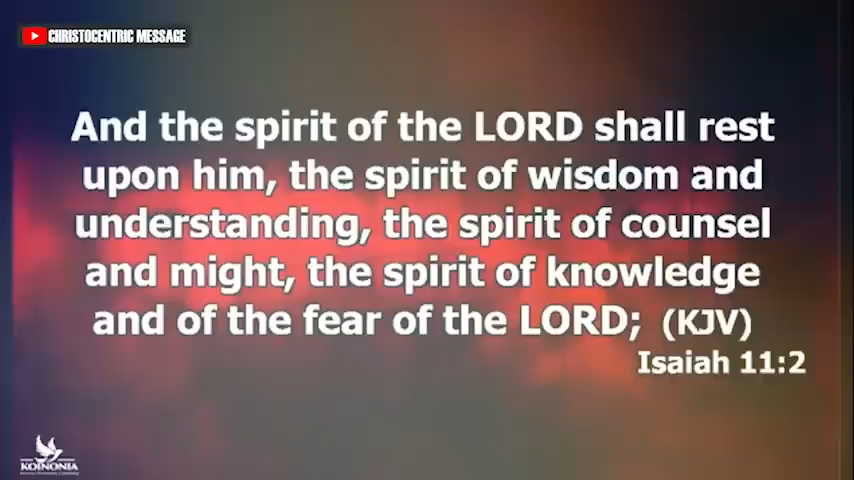 CHRISTOCENTRIC MESSAGE
And the spirit of the LORD shall rest
upon him, the spirit of wisdom and
understanding, the spirit of counsel
and might, the spirit of knowledge
and of the fear of the LORD; (KJV)
Isaiah 11:2
KOINONIA